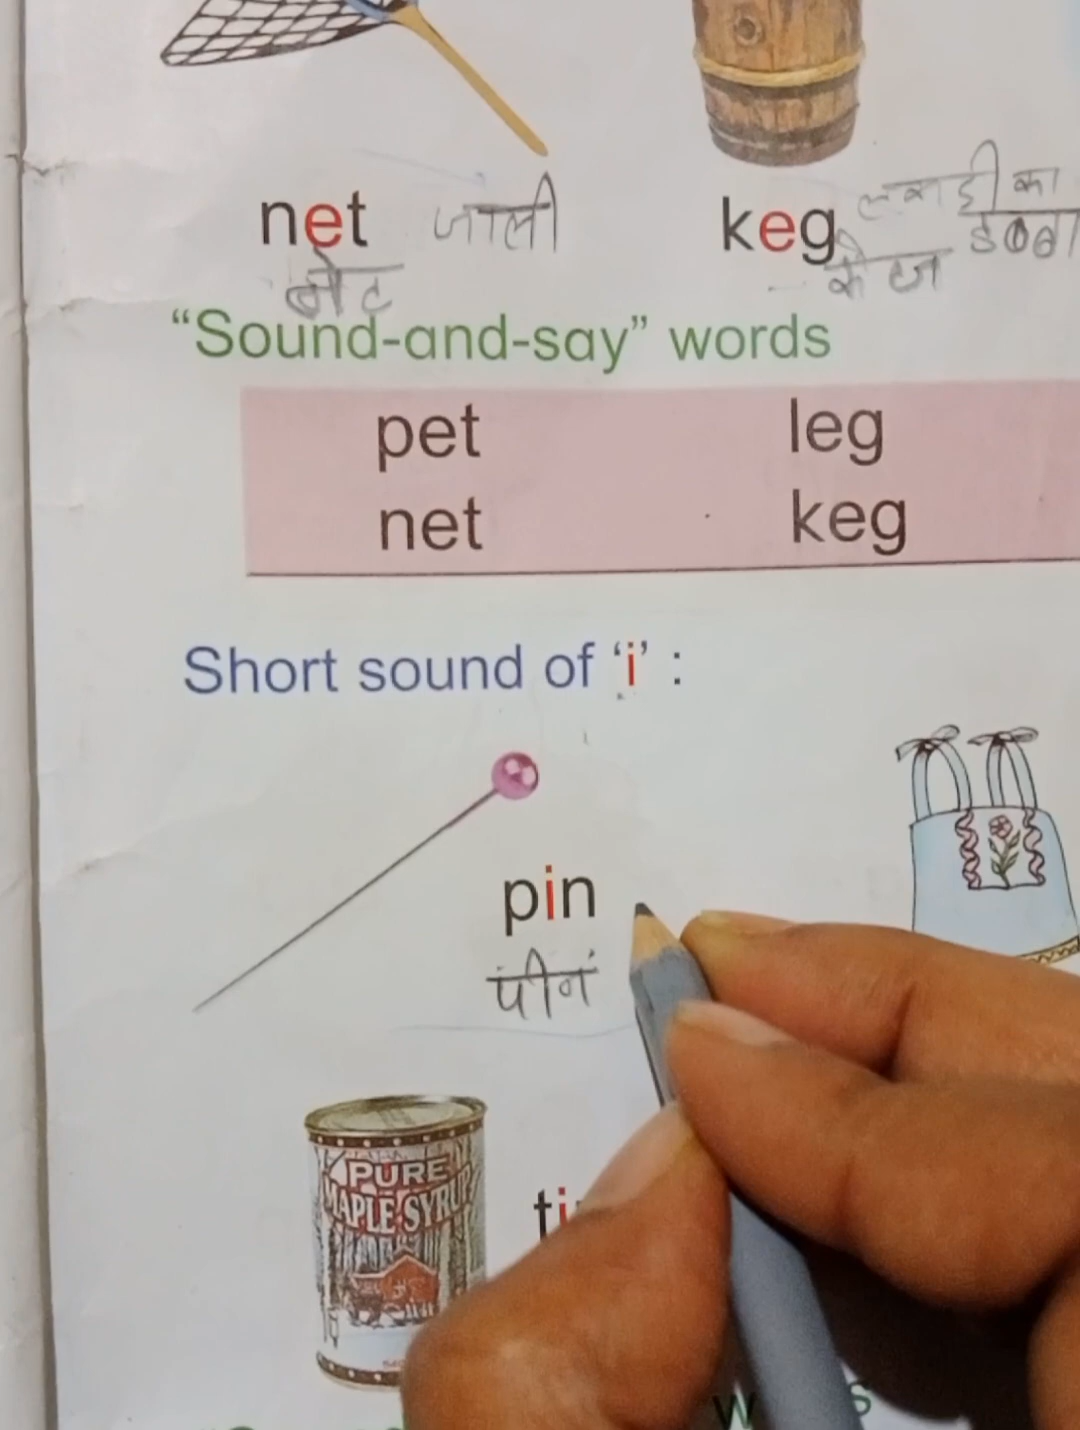 net जाली
नेट
keg लकड़ी का
डब्बा
केज
“Sound-and-say” words
pet leg
net keg
Short sound of ‘i’ :
pin
पीन
PURE
MAPLE SYRUP